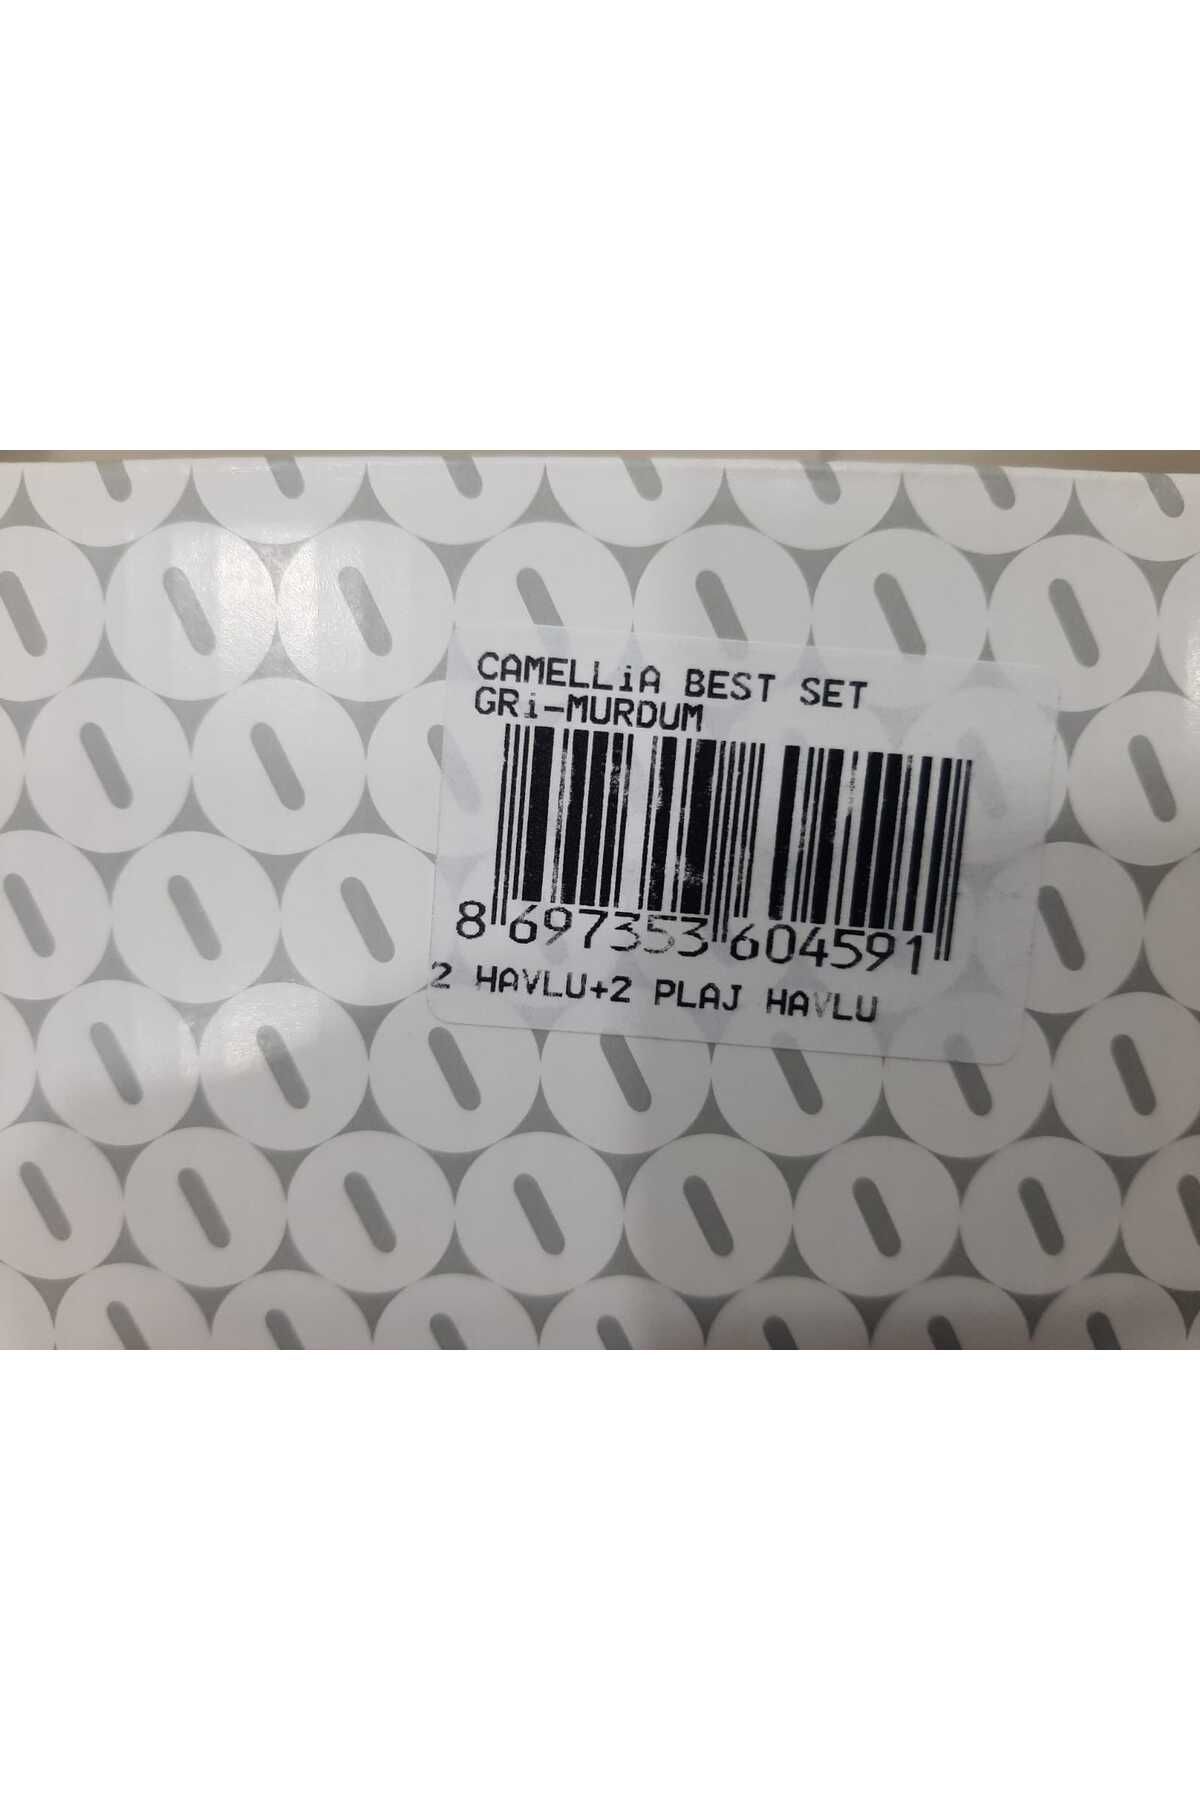 CAMELLiA BEST SET
GRi-MURDUM
8 697353 604591
2 HAVLU+2 PLAJ HAVLU